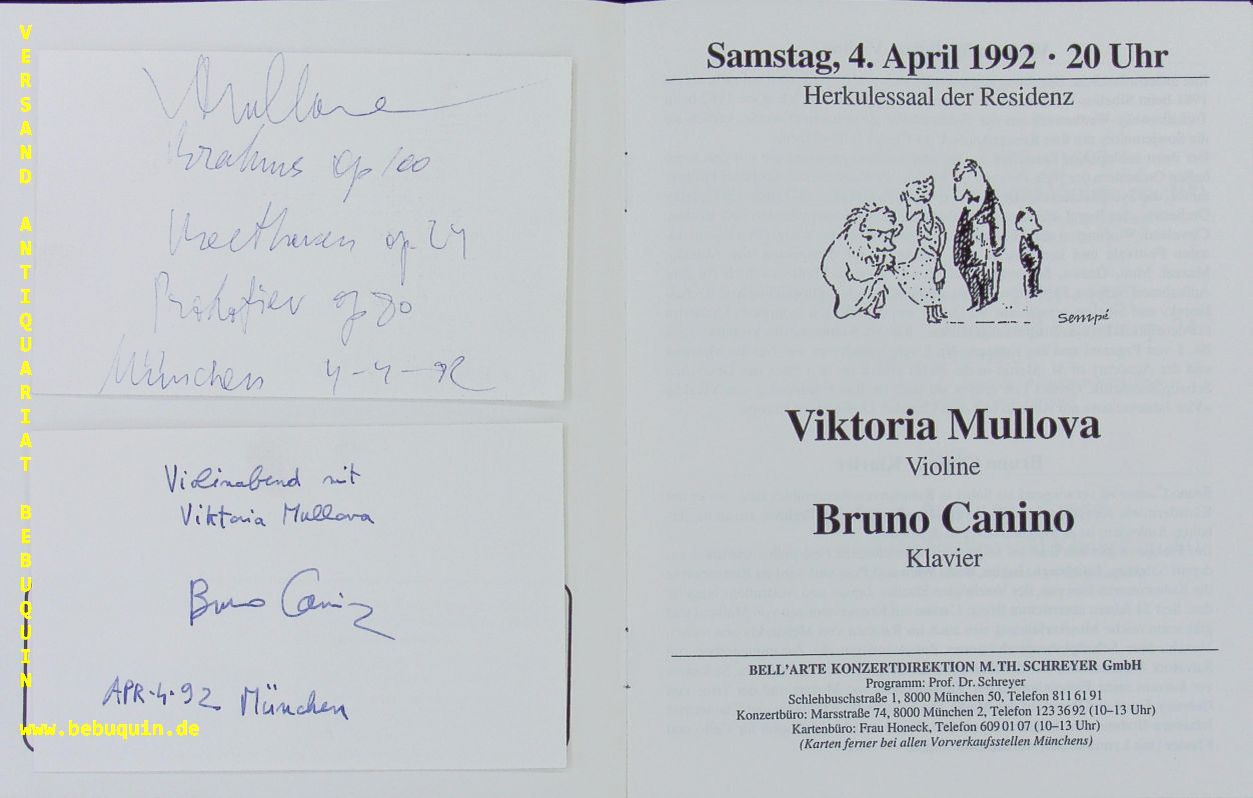 VERSAND ANTIQUARIAT BEBUQUIN
www.bebuquin.de
Mullova
Brahms op 100
Beethoven op 24
Prokofiev op 80
München 4-4-92
Violinabend mit
Viktoria Mullova
Bruno Canino
APR·4·92 München
Samstag, 4. April 1992 · 20 Uhr
Herkulessaal der Residenz
sempé
Viktoria Mullova
Violine
Bruno Canino
Klavier
BELL'ARTE KONZERTDIREKTION M. TH. SCHREYER GmbH
Programm: Prof. Dr. Schreyer
Schlehbuschstraße 1, 8000 München 50, Telefon 811 61 91
Konzertbüro: Marsstraße 74, 8000 München 2, Telefon 123 36 92 (10–13 Uhr)
Kartenbüro: Frau Honeck, Telefon 609 01 07 (10–13 Uhr)
(Karten ferner bei allen Vorverkaufsstellen Münchens)